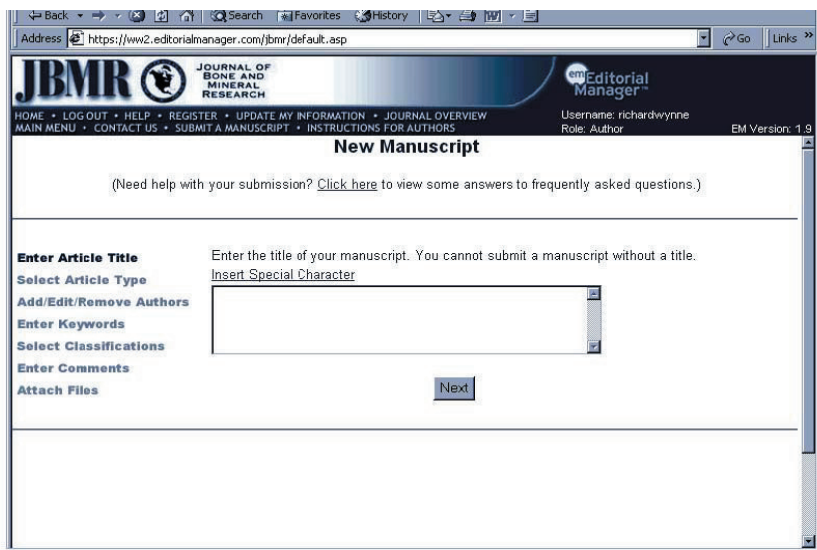 Back Search Favorites History
Address https://ww2.editorialmanager.com/jbmr/default.asp Go Links »
JBMR JOURNAL OF
BONE AND
MINERAL
RESEARCH
em Editorial
Manager™
HOME • LOG OUT • HELP • REGISTER • UPDATE MY INFORMATION • JOURNAL OVERVIEW
MAIN MENU • CONTACT US • SUBMIT A MANUSCRIPT • INSTRUCTIONS FOR AUTHORS
Username: richardwynne
Role: Author EM Version: 1.9
New Manuscript
(Need help with your submission? Click here to view some answers to frequently asked questions.)
Enter Article Title
Select Article Type
Add/Edit/Remove Authors
Enter Keywords
Select Classifications
Enter Comments
Attach Files
Enter the title of your manuscript. You cannot submit a manuscript without a title.
Insert Special Character
Next